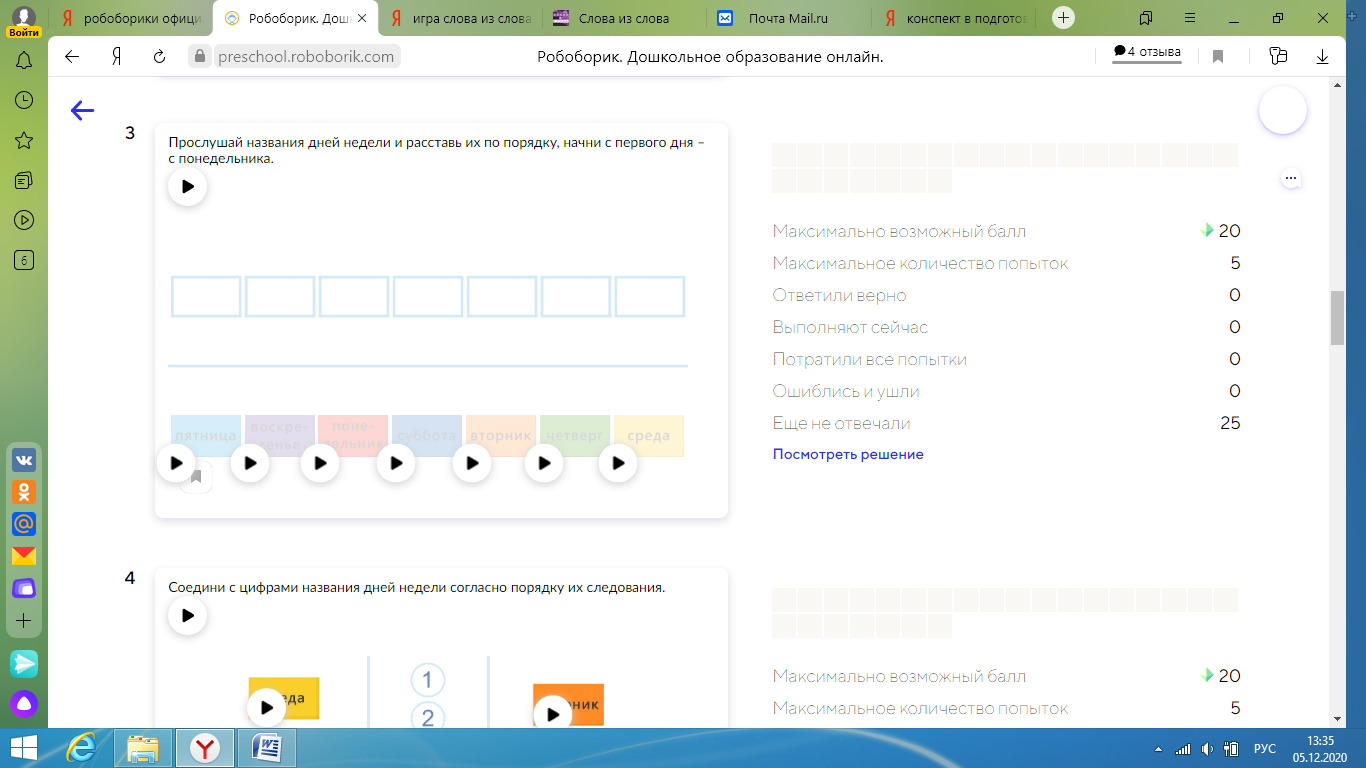 Войти
робоборики офици
Робоборик. Дошк
игра слова из слова
Слова из слова
Почта Mail.ru
конспект в подготов
preschool.roboborik.com
Робоборик. Дошкольное образование онлайн.
4 отзыва
6
3
Прослушай названия дней недели и расставь их по порядку, начни с первого дня –
с понедельника.
Максимально возможный балл 20
Максимальное количество попыток 5
Ответили верно 0
Выполняют сейчас 0
Потратили все попытки 0
Ошиблись и ушли 0
Еще не отвечали 25
Посмотреть решение
пятница
воскре-
сенье
поне-
дельник
суббота
вторник
четверг
среда
4
Соедини с цифрами названия дней недели согласно порядку их следования.
1
2
еда
ник
Максимально возможный балл 20
Максимальное количество попыток 5
РУС
13:35
05.12.2020